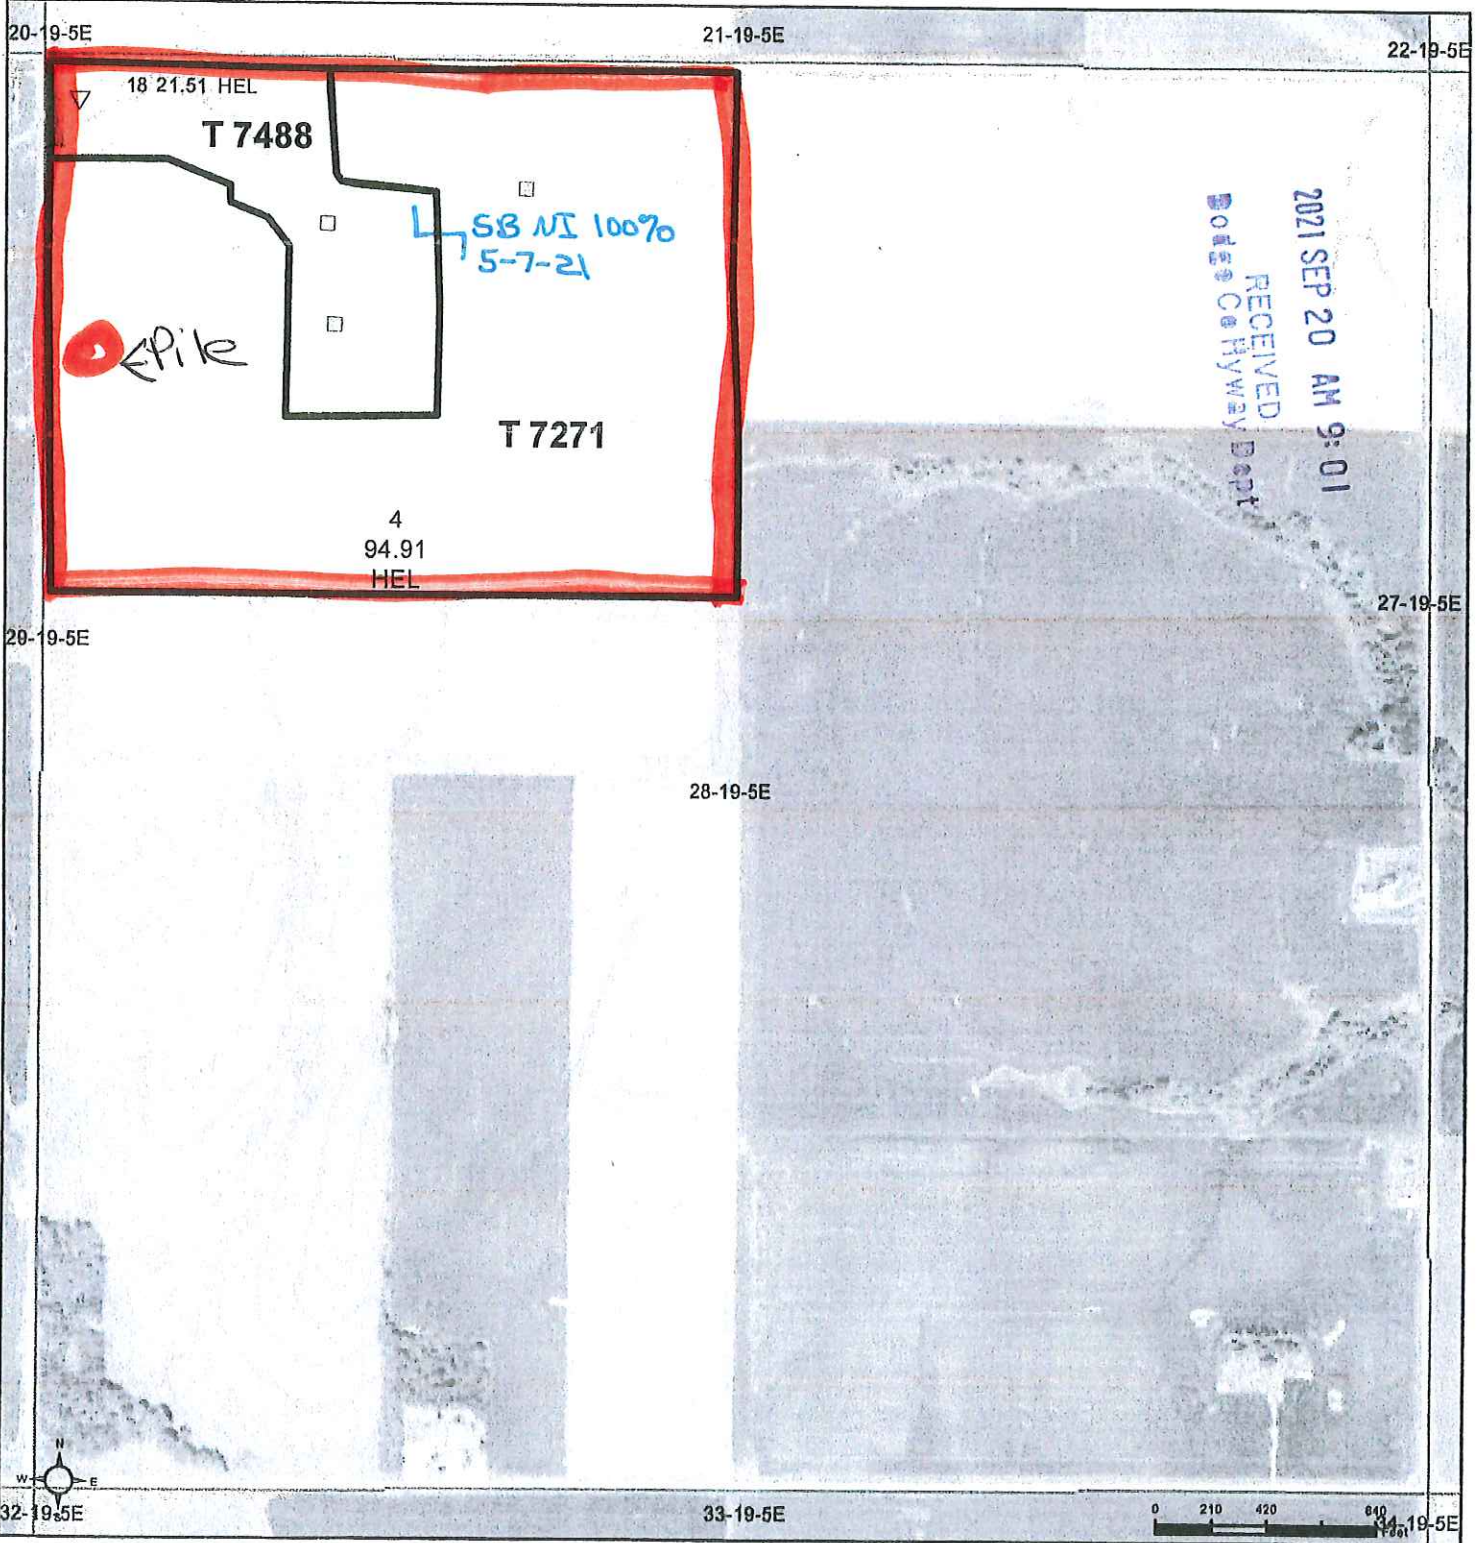 20-19-5E
21-19-5E
22-19-5E
18 21.51 HEL
T 7488
SB NI 100%
5-7-21
2021 SEP 20 AM 9:01
RECEIVED
Dodge Co Hyway Dept
←Pile
T 7271
4
94.91
HEL
27-19-5E
29-19-5E
28-19-5E
N
W E
S
32-19-5E
33-19-5E
0 210 420 840
Feet
34-19-5E